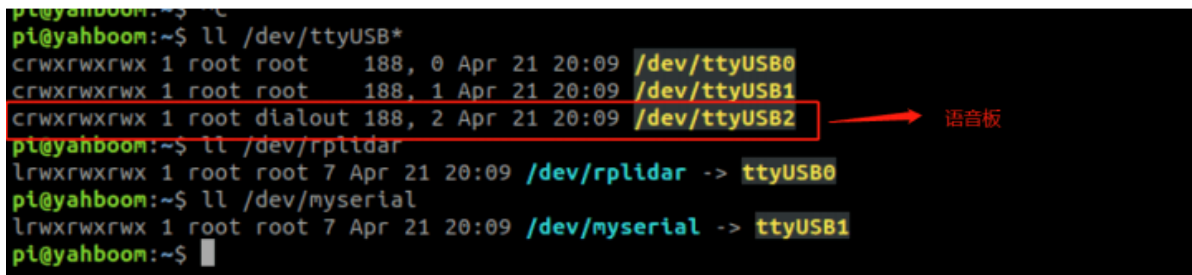 pi@yahboom:~$ ^C
pi@yahboom:~$ ll /dev/ttyUSB*
crwxrwxrwx 1 root root    188, 0 Apr 21 20:09 /dev/ttyUSB0
crwxrwxrwx 1 root root    188, 1 Apr 21 20:09 /dev/ttyUSB1
crwxrwxrwx 1 root dialout 188, 2 Apr 21 20:09 /dev/ttyUSB2 语音板
pi@yahboom:~$ ll /dev/rplidar
lrwxrwxrwx 1 root root 7 Apr 21 20:09 /dev/rplidar -> ttyUSB0
pi@yahboom:~$ ll /dev/myserial
lrwxrwxrwx 1 root root 7 Apr 21 20:09 /dev/myserial -> ttyUSB1
pi@yahboom:~$